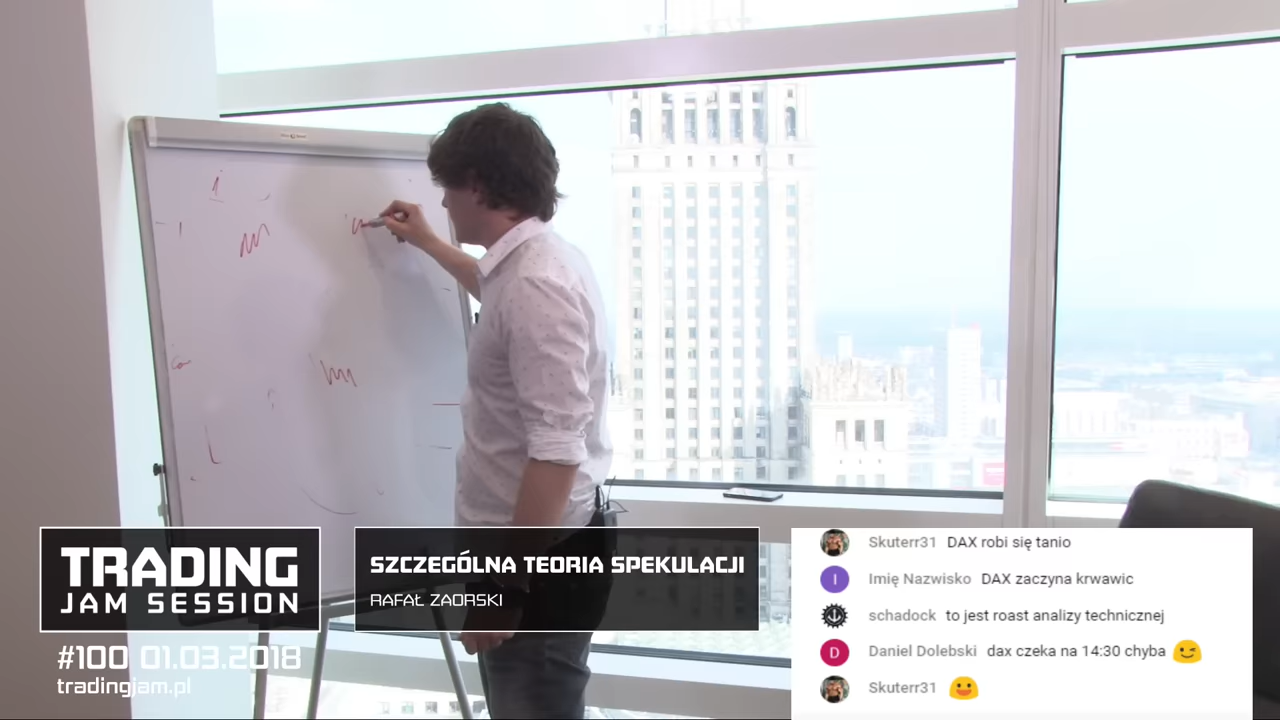 TRADING
JAM SESSION
#100 01.03.2018
tradingjam.pl
SZCZEGÓLNA TEORIA SPEKULACJI
RAFAŁ ZAORSKI
Skuterr31 DAX robi się tanio
Imię Nazwisko DAX zaczyna krwawic
schadock to jest roast analizy technicznej
Daniel Dolebski dax czeka na 14:30 chyba 😉
Skuterr31 😀